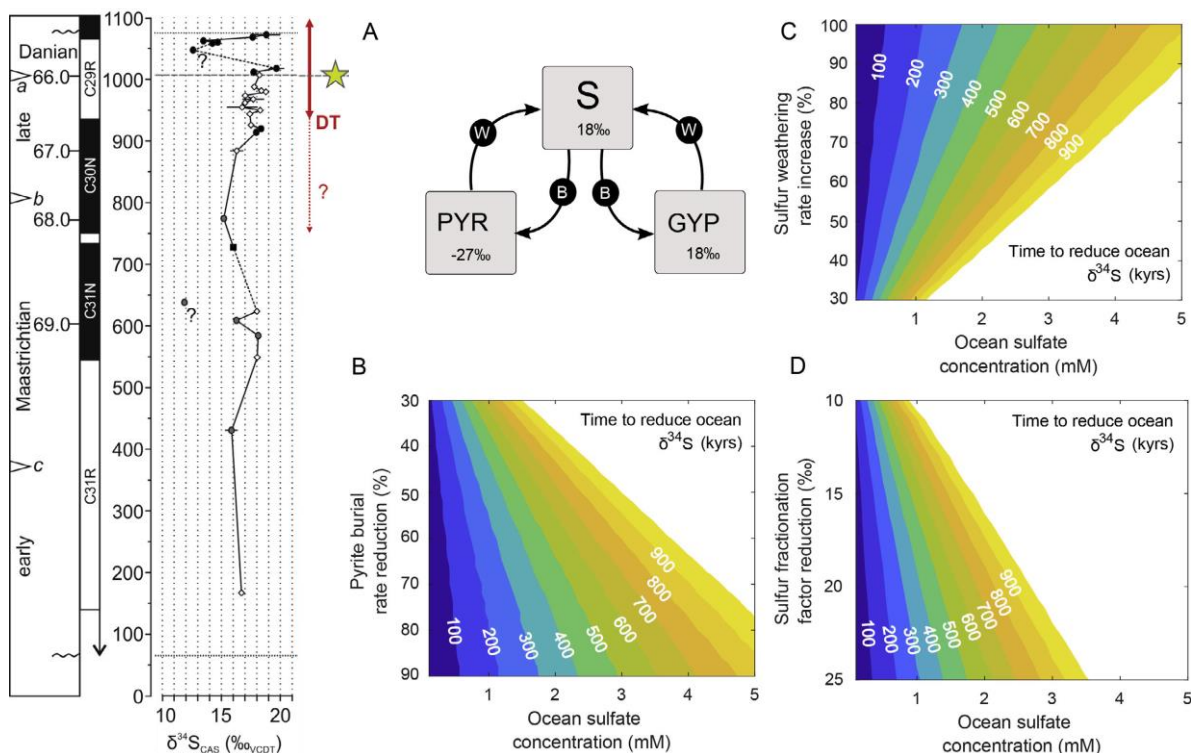 Danian
late
Maastrichtian
early
a
b
c
66.0
67.0
68.0
69.0
C29R
C30N
C31N
C31R
1100
1000
900
800
700
600
500
400
300
200
100
0
?
?
DT
?
10
15
20
δ³⁴S_CAS (‰_VCDT)
A
S
18‰
W
W
B
B
PYR
-27‰
GYP
18‰
B
30
40
50
60
70
80
90
Pyrite burial
rate reduction (%)
Time to reduce ocean
δ³⁴S (kyrs)
100
200
300
400
500
600
700
800
900
1
2
3
4
5
Ocean sulfate
concentration (mM)
C
100
90
80
70
60
50
40
30
Sulfur weathering
rate increase (%)
100
200
300
400
500
600
700
800
900
Time to reduce ocean
δ³⁴S (kyrs)
1
2
3
4
5
Ocean sulfate
concentration (mM)
D
10
15
20
25
Sulfur fractionation
factor reduction (‰)
Time to reduce ocean
δ³⁴S (kyrs)
100
200
300
400
500
600
700
800
900
1
2
3
4
5
Ocean sulfate
concentration (mM)